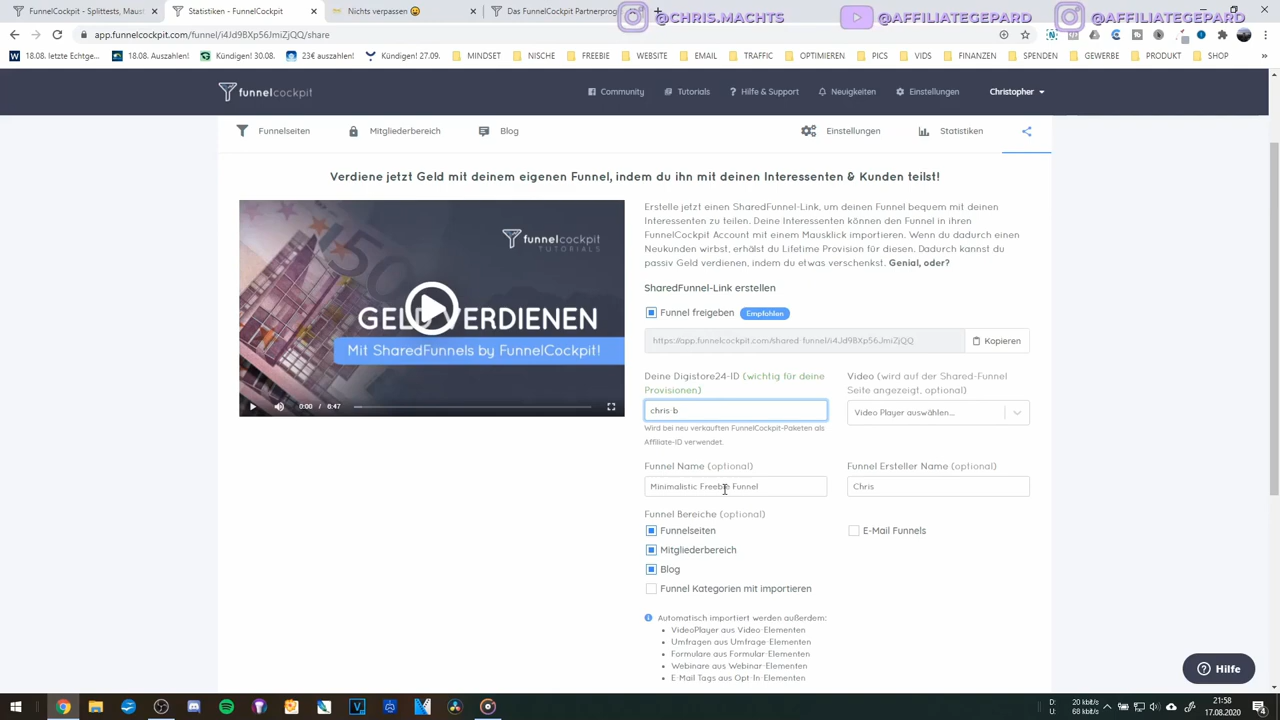 FunnelCockpit - Splittests, Mas
Statistiken - FunnelCockpit
Nichts verpassen
Das FunnelCockpit Partnerprog
@CHRIS.MACHTS
@AFFILIATEGEPARD
@AFFILIATEGEPARD
app.funnelcockpit.com/funnel/i4Jd98Xp56JmiZjQQ/share
18.08. letzte Echtge...
18.08. Auszahlen!
Kündigen! 30.08.
23€ auszahlen!
Kündigen! 27.09.
MINDSET
NISCHE
FREEBIE
WEBSITE
EMAIL
TRAFFIC
OPTIMIEREN
PICS
VIDS
FINANZEN
SPENDEN
GEWERBE
PRODUKT
SHOP
»
funnelcockpit
Community
Tutorials
? Hilfe & Support
Neuigkeiten
Einstellungen
Christopher
Funnelseiten
Mitgliederbereich
Blog
Einstellungen
Statistiken
Verdiene jetzt Geld mit deinem eigenen Funnel, indem du ihn mit deinen Interessenten & Kunden teilst!
funnelcockpit
TUTORIALS
GELD VERDIENEN
Mit SharedFunnels by FunnelCockpit!
0:00 / 6:47
Erstelle jetzt einen SharedFunnel-Link, um deinen Funnel bequem mit deinen
Interessenten zu teilen. Deine Interessenten können den Funnel in ihren
FunnelCockpit Account mit einem Mausklick importieren. Wenn du dadurch einen
Neukunden wirbst, erhälst du Lifetime Provision für diesen. Dadurch kannst du
passiv Geld verdienen, indem du etwas verschenkst. Genial, oder?
SharedFunnel-Link erstellen
Funnel freigeben Empfohlen
https://app.funnelcockpit.com/shared-funnel/i4Jd98Xp56JmiZjQQ
Kopieren
Deine Digistore24-ID (wichtig für deine
Provisionen)
chris-b
Wird bei neu verkauften FunnelCockpit-Paketen als
Affiliate-ID verwendet.
Video (wird auf der Shared-Funnel
Seite angezeigt, optional)
Video Player auswählen...
Funnel Name (optional)
Minimalistic Freebie Funnel
Funnel Ersteller Name (optional)
Chris
Funnel Bereiche (optional)
Funnelseiten
E-Mail Funnels
Mitgliederbereich
Blog
Funnel Kategorien mit importieren
Automatisch importiert werden außerdem:
• VideoPlayer aus Video-Elementen
• Umfragen aus Umfrage-Elementen
• Formulare aus Formular-Elementen
• Webinare aus Webinar-Elementen
• E-Mail Tags aus Opt-In-Elementen
? Hilfe
D: 20 kbit/s
U: 68 kbit/s
21:58
17.08.2020